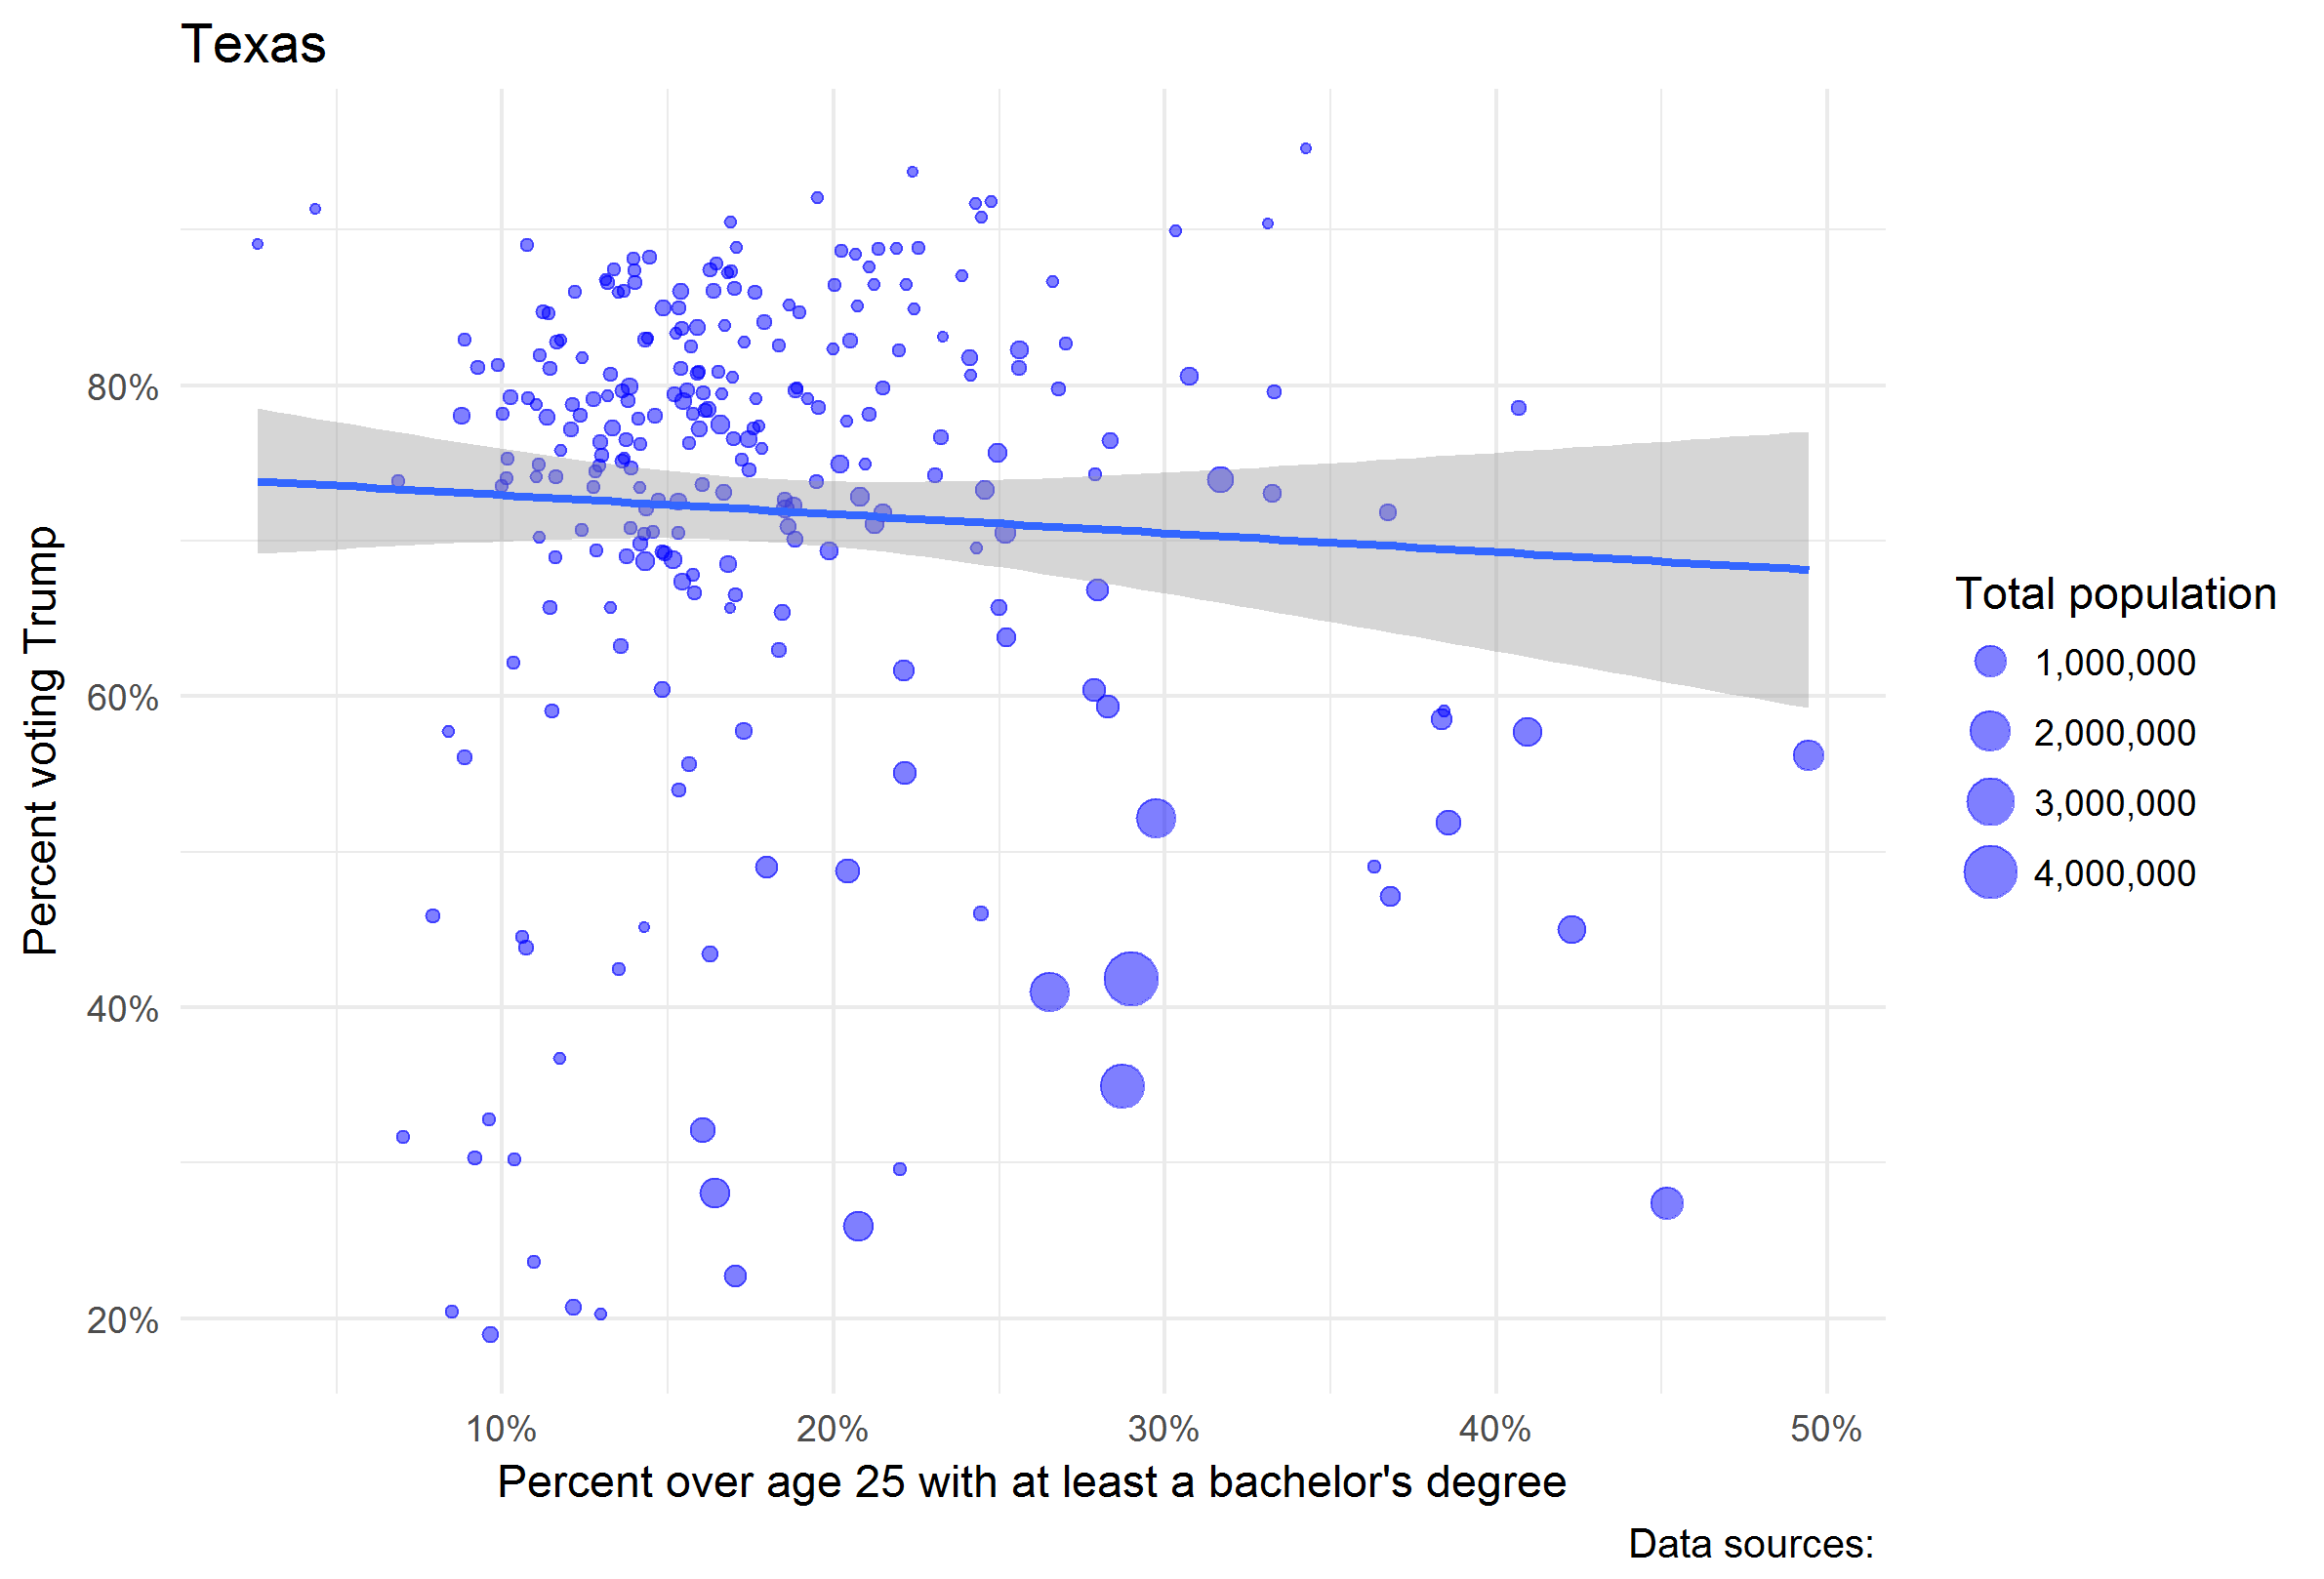 Texas
Percent voting Trump
80%
60%
40%
20%
10% 20% 30% 40% 50%
Percent over age 25 with at least a bachelor's degree
Total population
1,000,000
2,000,000
3,000,000
4,000,000
Data sources: